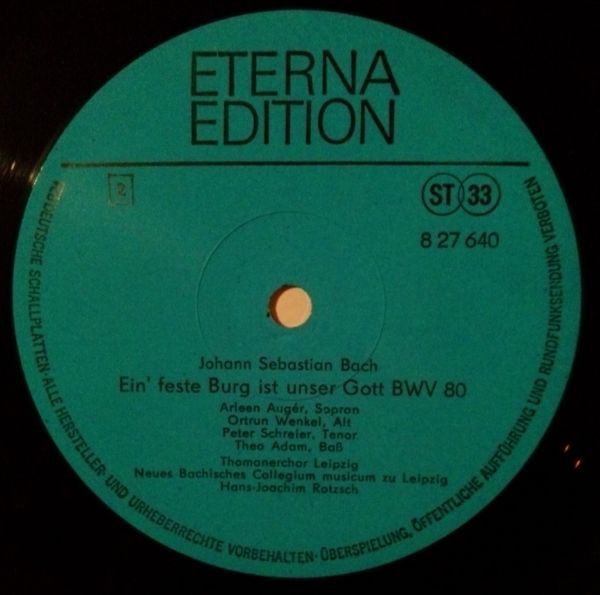 ETERNA
EDITION
2
ST 33
8 27 640
Johann Sebastian Bach
Ein' feste Burg ist unser Gott BWV 80
Arleen Augér, Sopran
Ortrun Wenkel, Alt
Peter Schreier, Tenor
Theo Adam, Baß
Thomanerchor Leipzig
Neues Bachisches Collegium musicum zu Leipzig
Hans-Joachim Rotzsch
DEUTSCHE SCHALLPLATTEN·ALLE HERSTELLER- UND URHEBERRECHTE VORBEHALTEN·ÜBERSPIELUNG, ÖFFENTLICHE AUFFÜHRUNG UND RUNDFUNKSENDUNG VERBOTEN